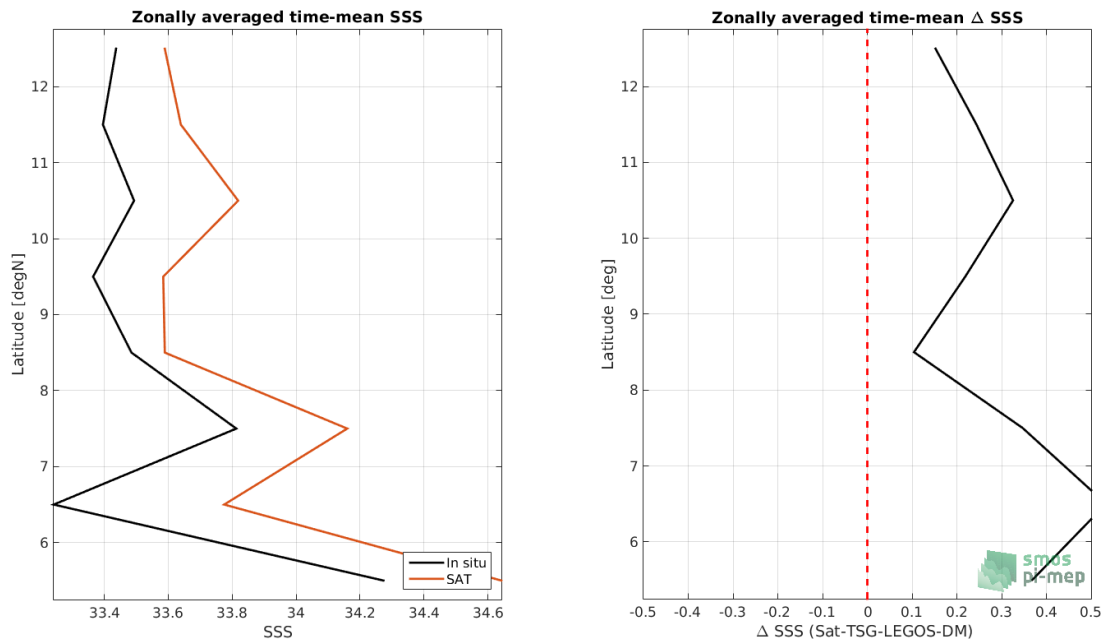 Zonally averaged time-mean SSS
12
11
10
9
8
7
6
Latitude [degN]
33.4 33.6 33.8 34 34.2 34.4 34.6
SSS
In situ
SAT
Zonally averaged time-mean Δ SSS
12
11
10
9
8
7
6
Latitude [deg]
-0.5 -0.4 -0.3 -0.2 -0.1 0 0.1 0.2 0.3 0.4 0.5
Δ SSS (Sat-TSG-LEGOS-DM)
smos
pi-mep